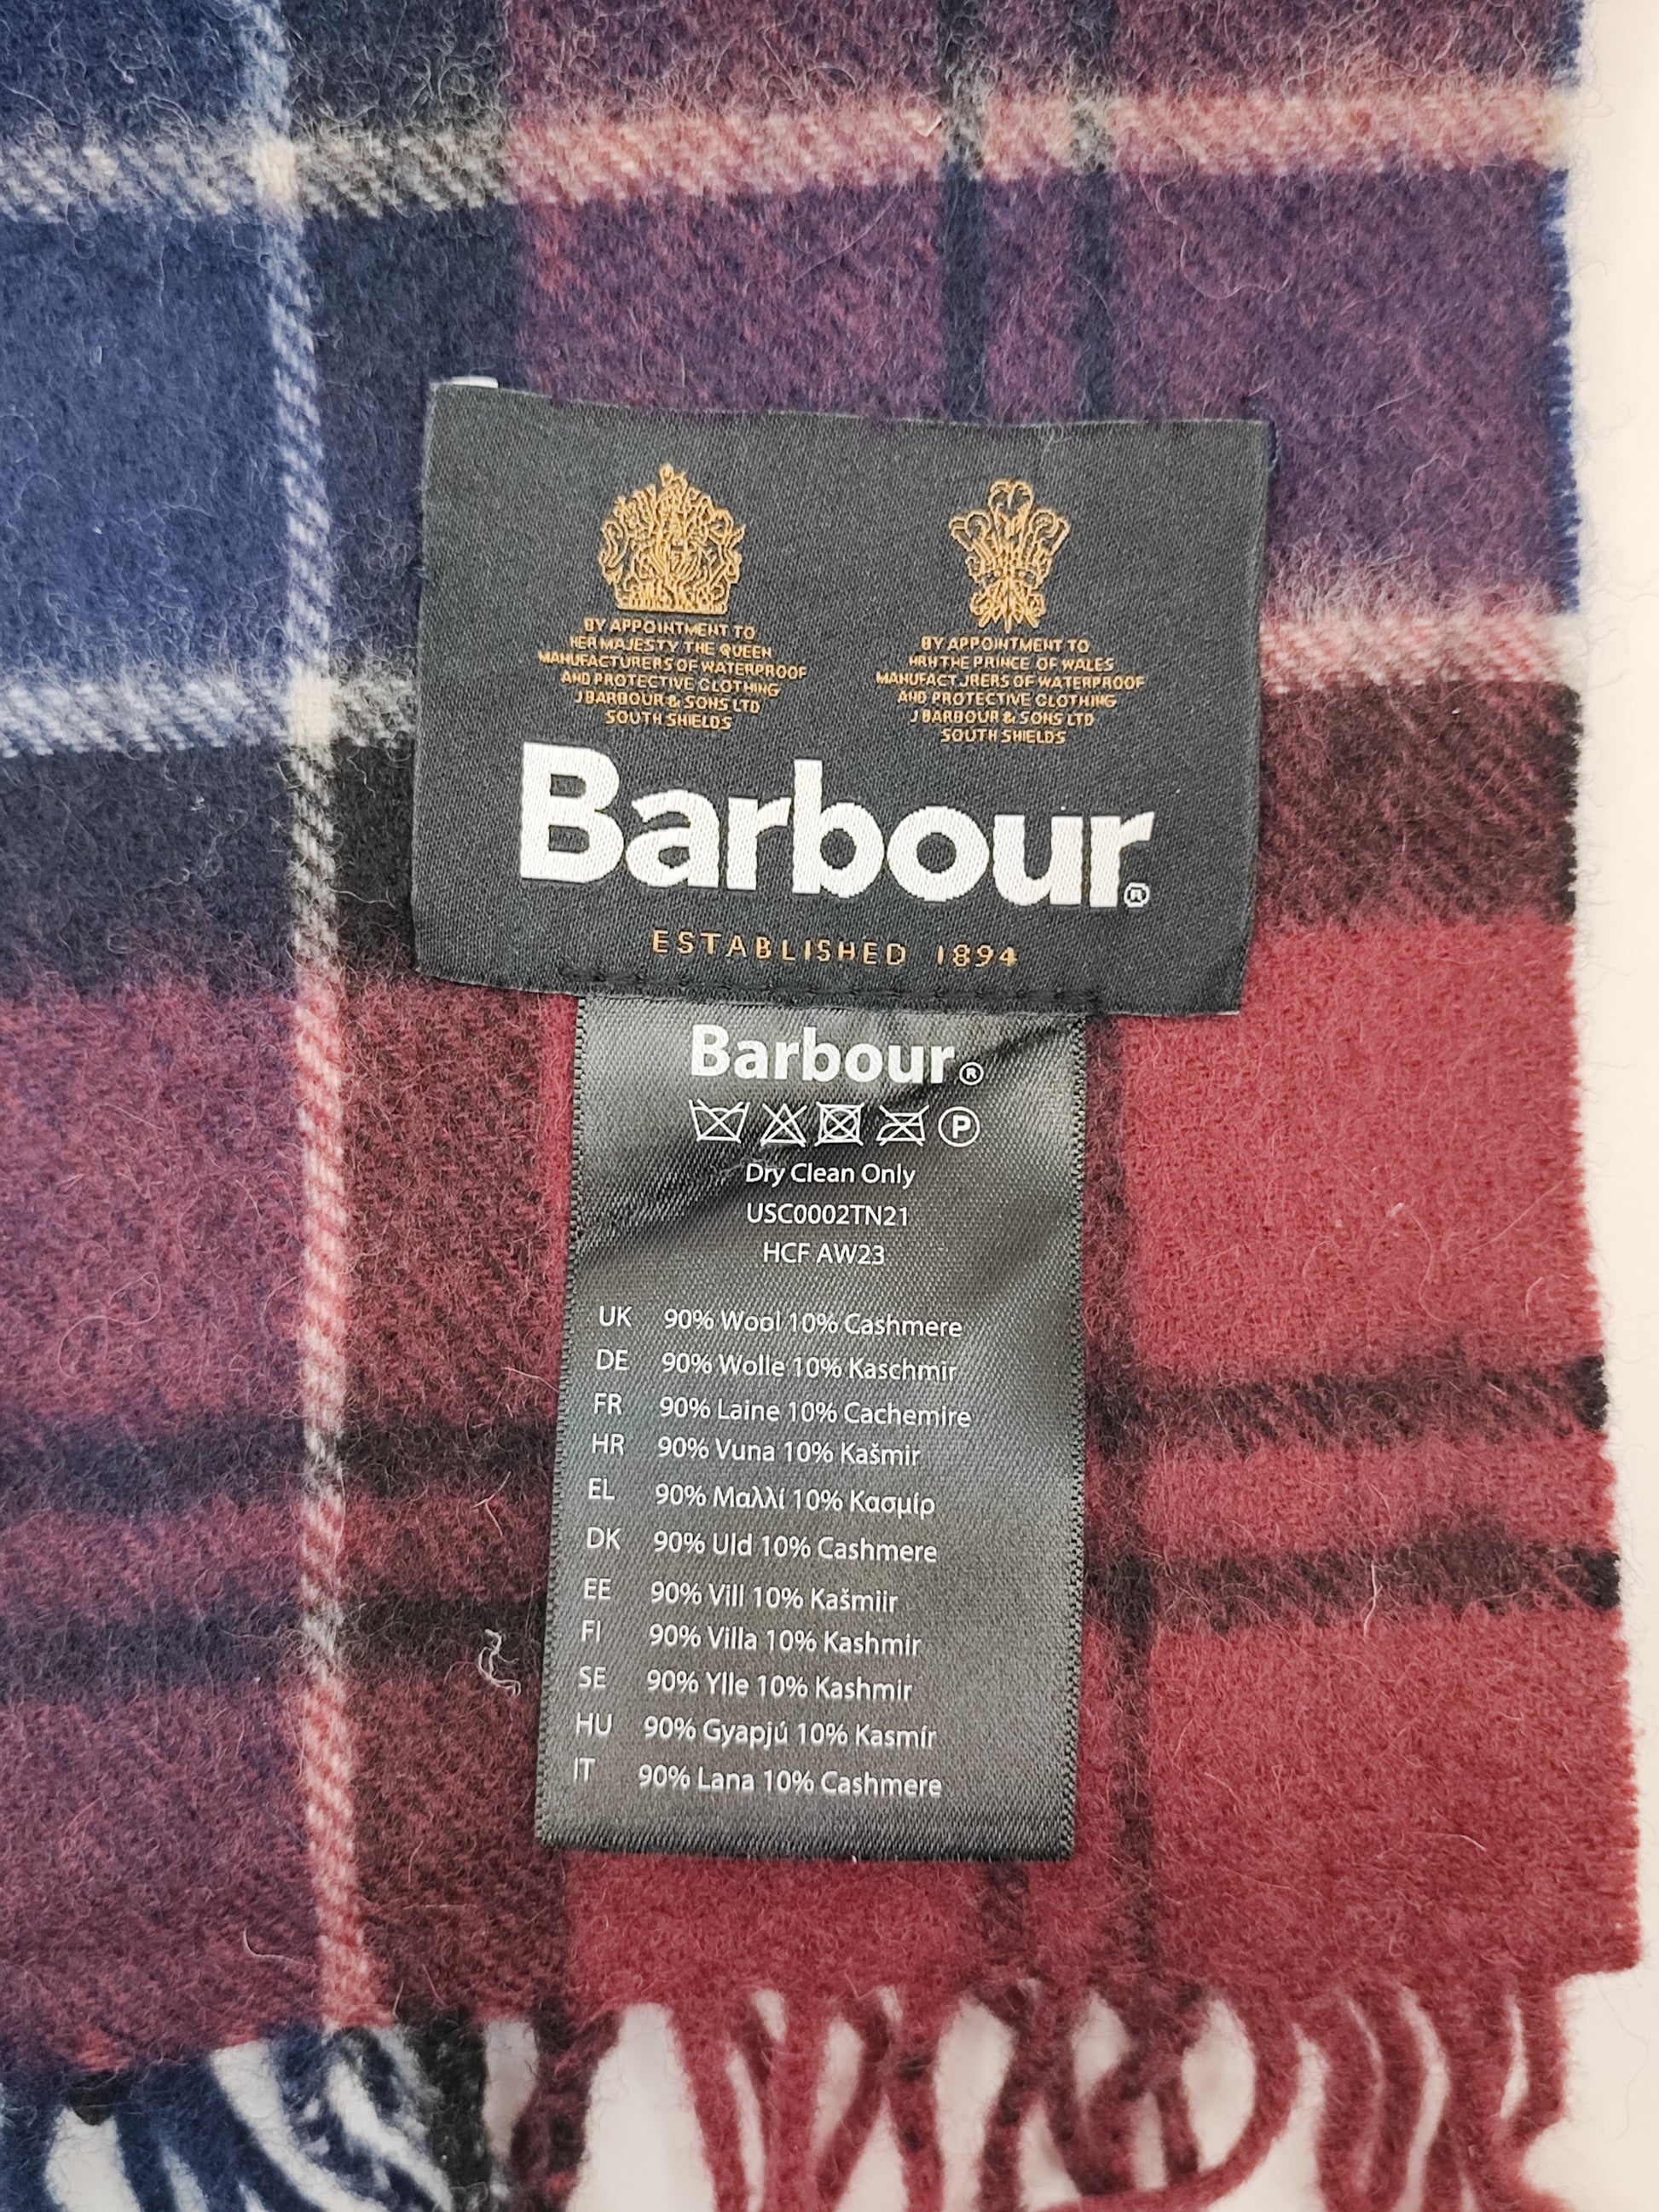 BY APPOINTMENT TO
HER MAJESTY THE QUEEN
MANUFACTURERS OF WATERPROOF
AND PROTECTIVE CLOTHING
J BARBOUR & SONS LTD
SOUTH SHIELDS
BY APPOINTMENT TO
HRH THE PRINCE OF WALES
MANUFACTURERS OF WATERPROOF
AND PROTECTIVE CLOTHING
J BARBOUR & SONS LTD
SOUTH SHIELDS
Barbour®
ESTABLISHED 1894
Barbour®
P
Dry Clean Only
USC0002TN21
HCF AW23
UK 90% Wool 10% Cashmere
DE 90% Wolle 10% Kaschmir
FR 90% Laine 10% Cachemire
HR 90% Vuna 10% Kašmir
EL 90% Μαλλί 10% Κασμίρ
DK 90% Uld 10% Cashmere
EE 90% Vill 10% Kašmiir
FI 90% Villa 10% Kashmir
SE 90% Ylle 10% Kashmir
HU 90% Gyapjú 10% Kasmír
IT 90% Lana 10% Cashmere